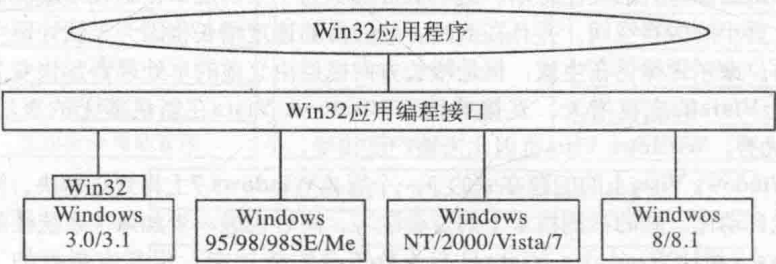 Win32应用程序
Win32应用编程接口
Win32
Windows
3.0/3.1
Windows
95/98/98SE/Me
Windows
NT/2000/Vista/7
Windwos
8/8.1